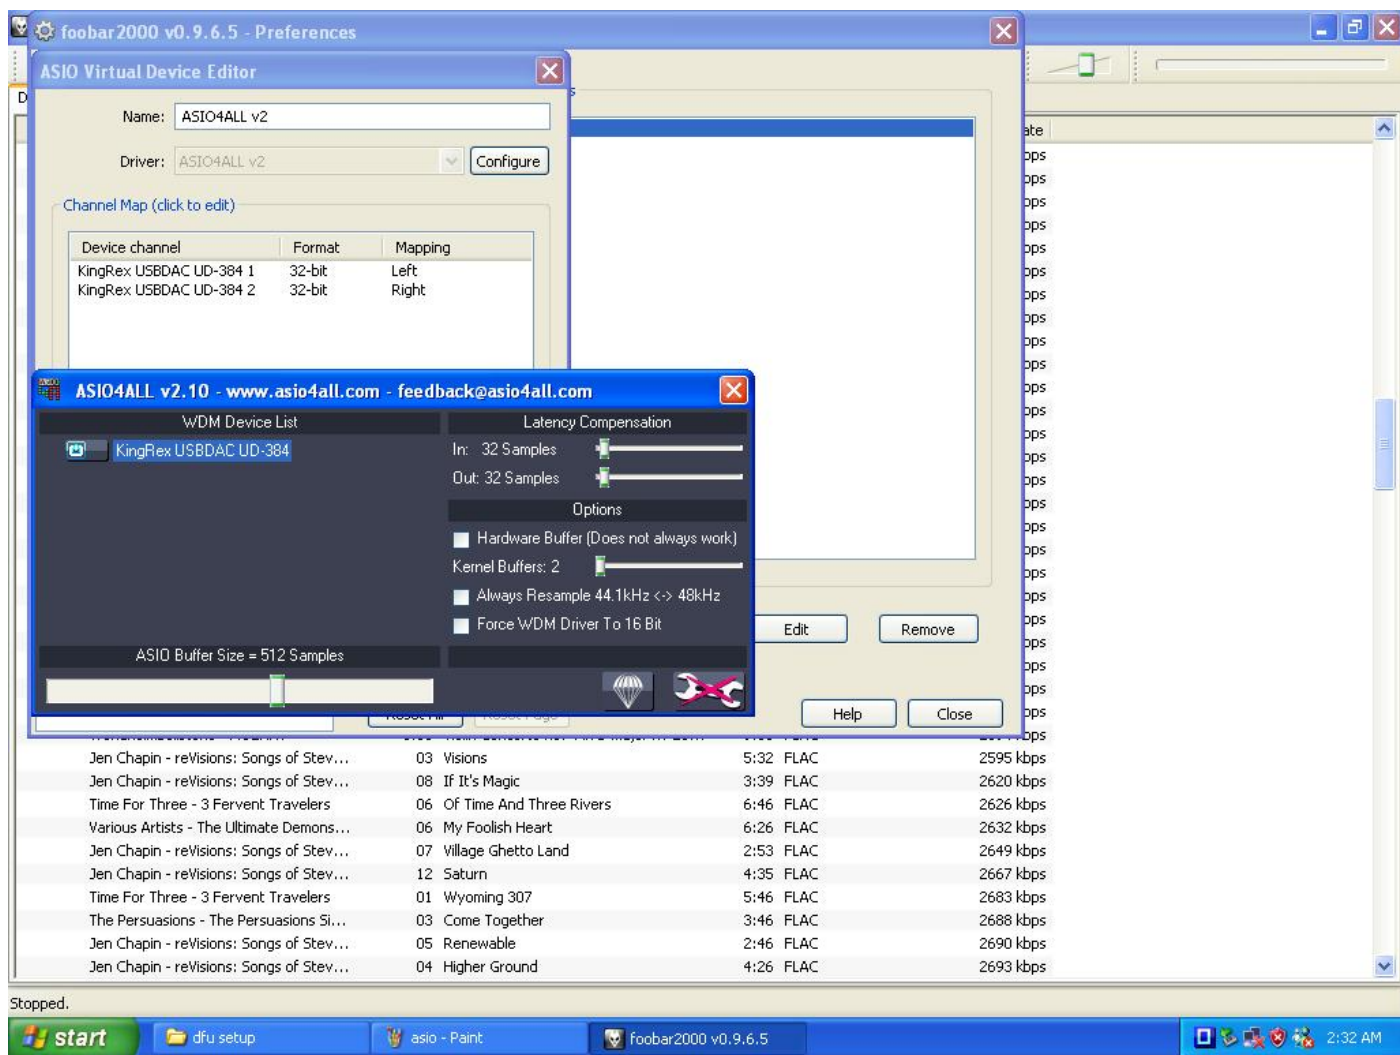 foobar2000 v0.9.6.5 - Preferences
ASIO Virtual Device Editor
Name: ASIO4ALL v2
Driver: ASIO4ALL v2 Configure
Channel Map (click to edit)
Device channel Format Mapping
KingRex USBDAC UD-384 1 32-bit Left
KingRex USBDAC UD-384 2 32-bit Right
ASIO4ALL v2.10 - www.asio4all.com - feedback@asio4all.com
WDM Device List
KingRex USBDAC UD-384
Latency Compensation
In: 32 Samples
Out: 32 Samples
Options
Hardware Buffer (Does not always work)
Kernel Buffers: 2
Always Resample 44.1kHz <-> 48kHz
Force WDM Driver To 16 Bit
ASIO Buffer Size = 512 Samples
Edit Remove
Help Close
Jen Chapin - reVisions: Songs of Stev... 03 Visions 5:32 FLAC 2595 kbps
Jen Chapin - reVisions: Songs of Stev... 08 If It's Magic 3:39 FLAC 2620 kbps
Time For Three - 3 Fervent Travelers 06 Of Time And Three Rivers 6:46 FLAC 2626 kbps
Various Artists - The Ultimate Demons... 06 My Foolish Heart 6:26 FLAC 2632 kbps
Jen Chapin - reVisions: Songs of Stev... 07 Village Ghetto Land 2:53 FLAC 2649 kbps
Jen Chapin - reVisions: Songs of Stev... 12 Saturn 4:35 FLAC 2667 kbps
Time For Three - 3 Fervent Travelers 01 Wyoming 307 5:46 FLAC 2683 kbps
The Persuasions - The Persuasions Si... 03 Come Together 3:46 FLAC 2688 kbps
Jen Chapin - reVisions: Songs of Stev... 05 Renewable 2:46 FLAC 2690 kbps
Jen Chapin - reVisions: Songs of Stev... 04 Higher Ground 4:26 FLAC 2693 kbps
Stopped.
start dfu setup asio - Paint foobar2000 v0.9.6.5 2:32 AM